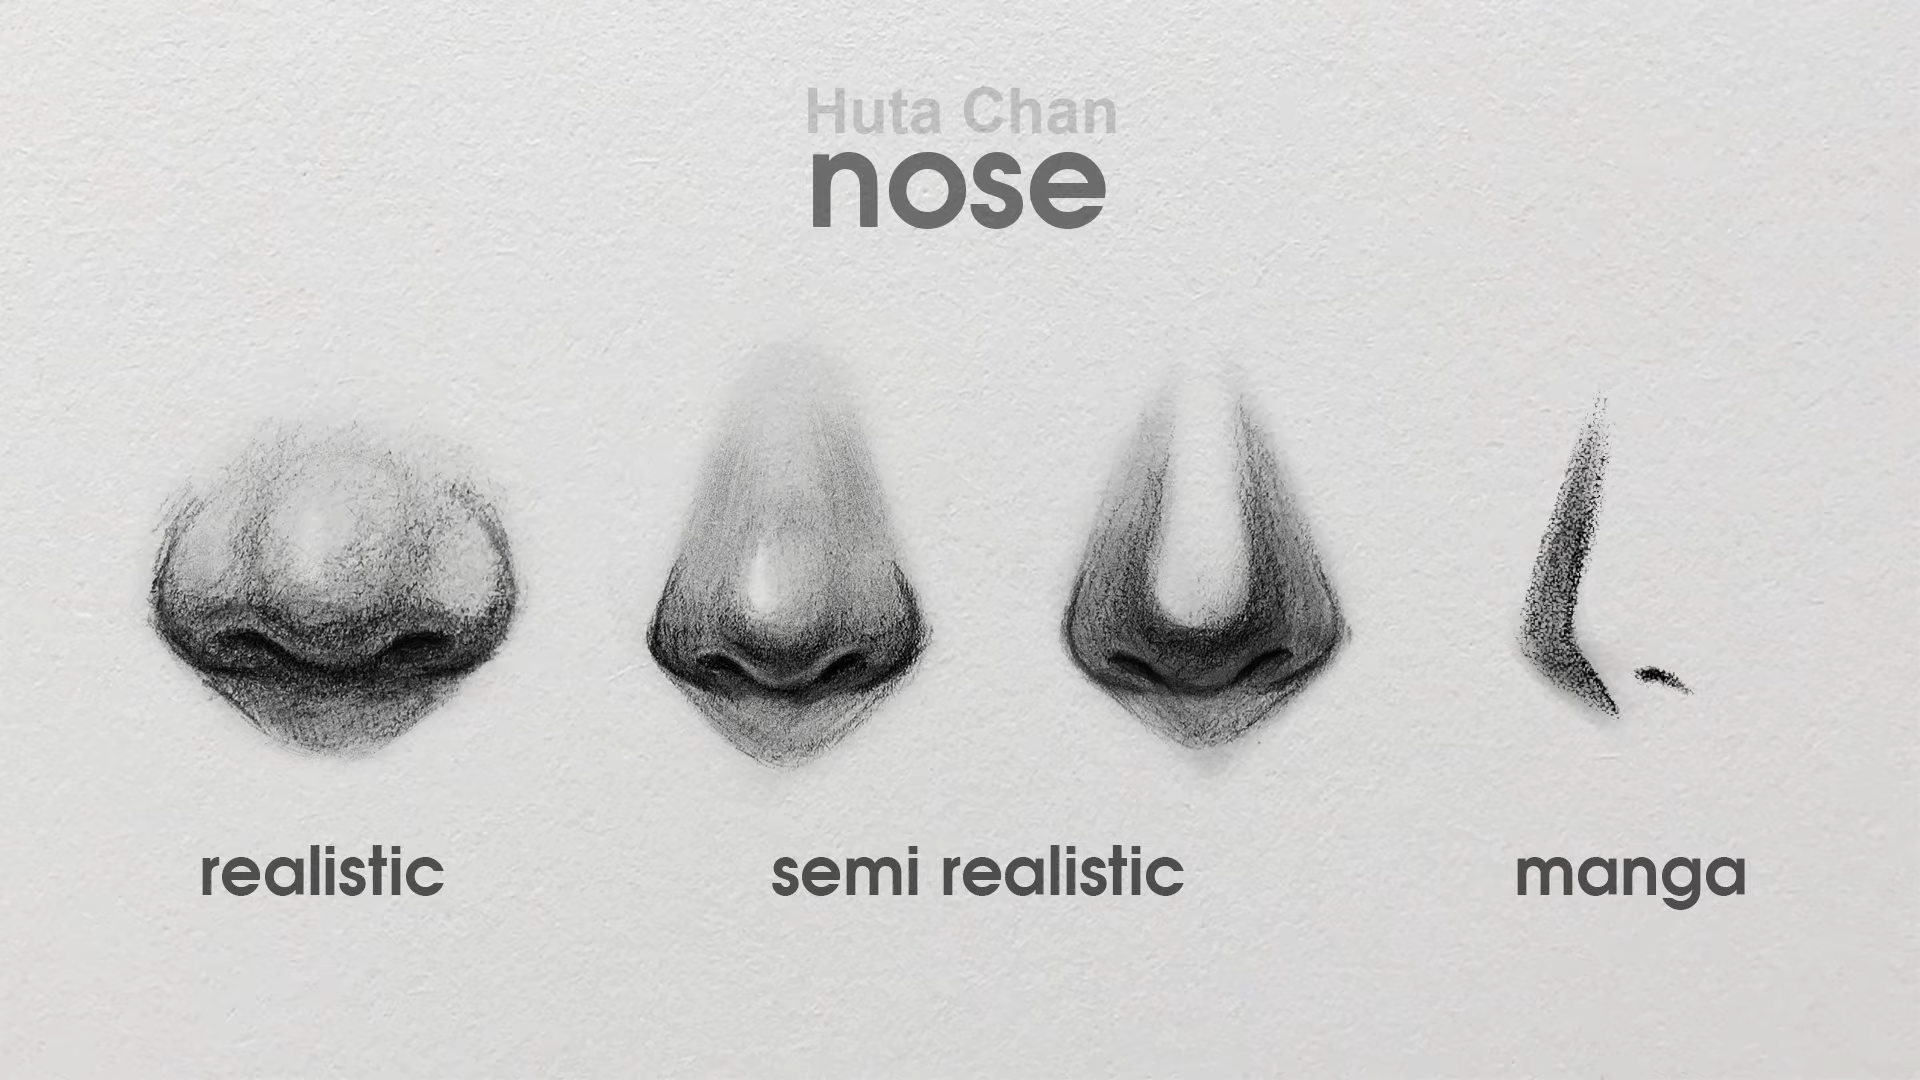 Huta Chan
nose
realistic
semi realistic
manga